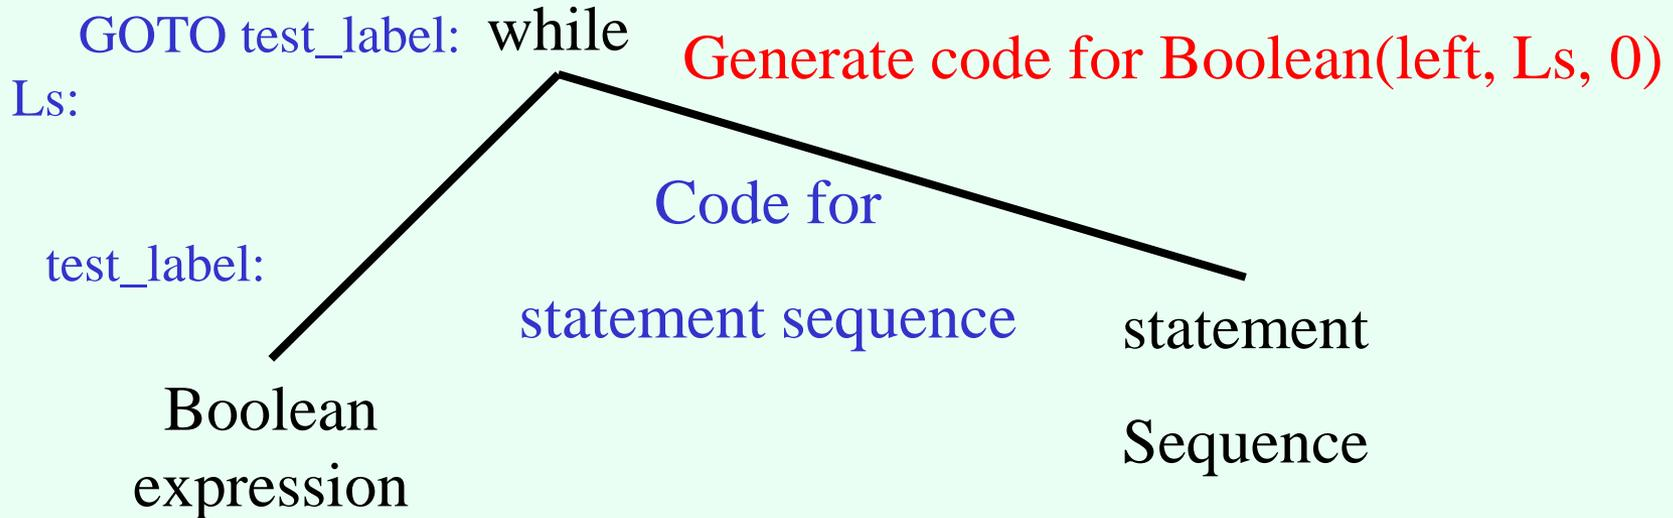 GOTO test_label:
while
Generate code for Boolean(left, Ls, 0)
Ls:
Code for
test_label:
statement sequence
statement
Boolean
Sequence
expression